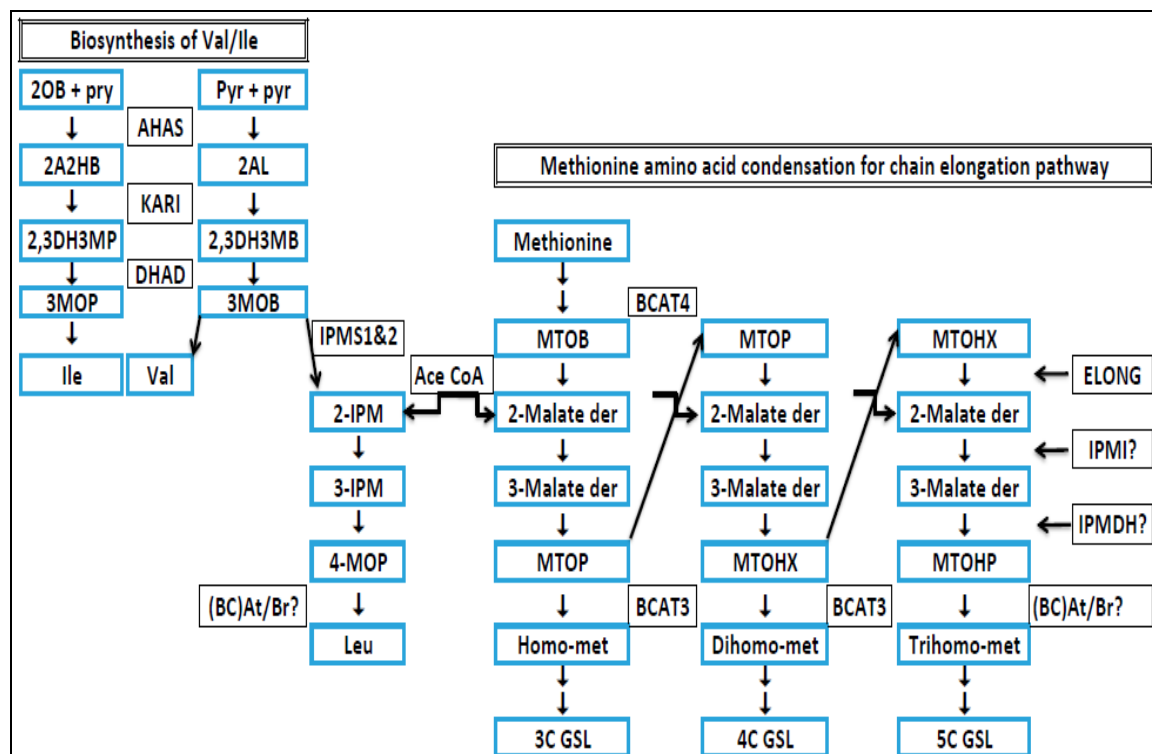 Biosynthesis of Val/Ile
2OB + pry
Pyr + pyr
AHAS
2A2HB
2AL
KARI
2,3DH3MP
2,3DH3MB
DHAD
3MOP
3MOB
Ile
Val
IPMS1&2
Ace CoA
2-IPM
3-IPM
4-MOP
(BC)At/Br?
Leu
Methionine amino acid condensation for chain elongation pathway
Methionine
BCAT4
MTOB
MTOP
MTOHX
ELONG
2-Malate der
2-Malate der
2-Malate der
IPMI?
3-Malate der
3-Malate der
3-Malate der
IPMDH?
MTOP
MTOHX
MTOHP
BCAT3
BCAT3
(BC)At/Br?
Homo-met
Dihomo-met
Trihomo-met
3C GSL
4C GSL
5C GSL